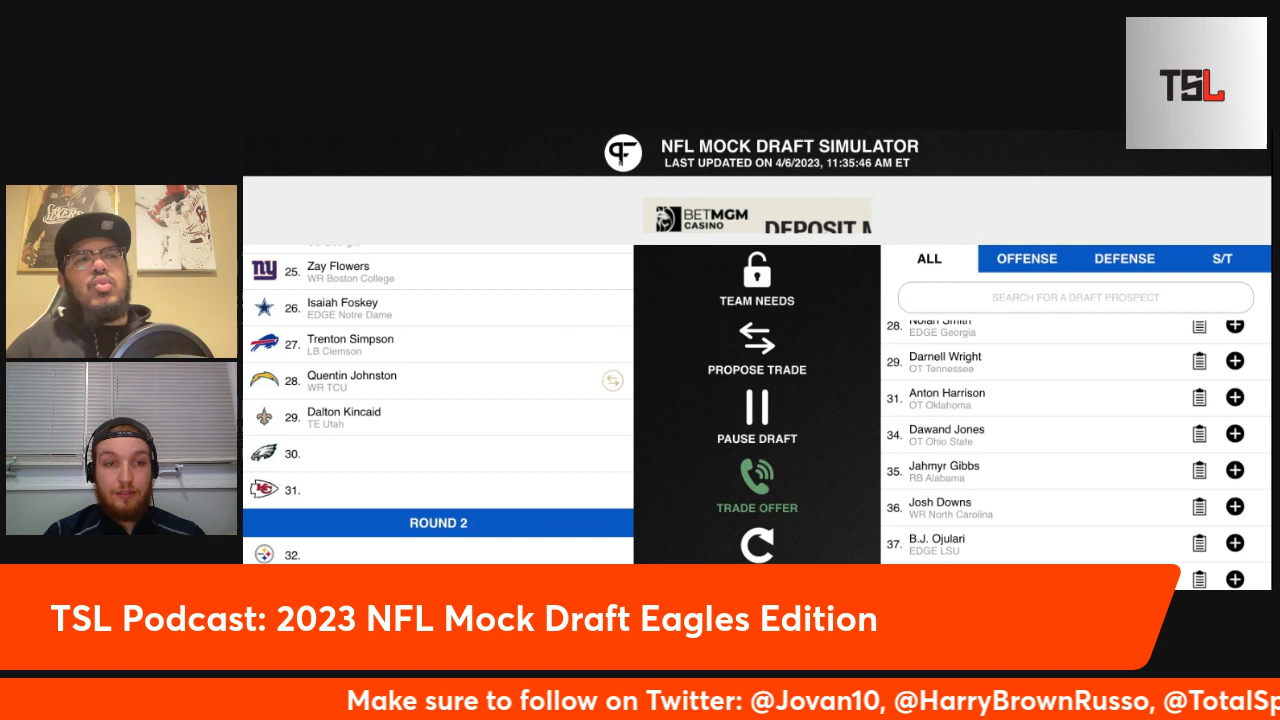 TSL
NFL MOCK DRAFT SIMULATOR
LAST UPDATED ON 4/6/2023, 11:35:46 AM ET
BETMGM
CASINO
DEPOSIT M
25. Zay Flowers
WR Boston College
26. Isaiah Foskey
EDGE Notre Dame
27. Trenton Simpson
LB Clemson
28. Quentin Johnston
WR TCU
29. Dalton Kincaid
TE Utah
30.
31.
ROUND 2
32.
TEAM NEEDS
PROPOSE TRADE
PAUSE DRAFT
TRADE OFFER
ALL
OFFENSE
DEFENSE
S/T
SEARCH FOR A DRAFT PROSPECT
28. Nolan Smith
EDGE Georgia
29. Darnell Wright
OT Tennessee
31. Anton Harrison
OT Oklahoma
34. Dawand Jones
OT Ohio State
35. Jahmyr Gibbs
RB Alabama
36. Josh Downs
WR North Carolina
37. B.J. Ojulari
EDGE LSU
TSL Podcast: 2023 NFL Mock Draft Eagles Edition
Make sure to follow on Twitter: @Jovan10, @HarryBrownRusso, @TotalSp